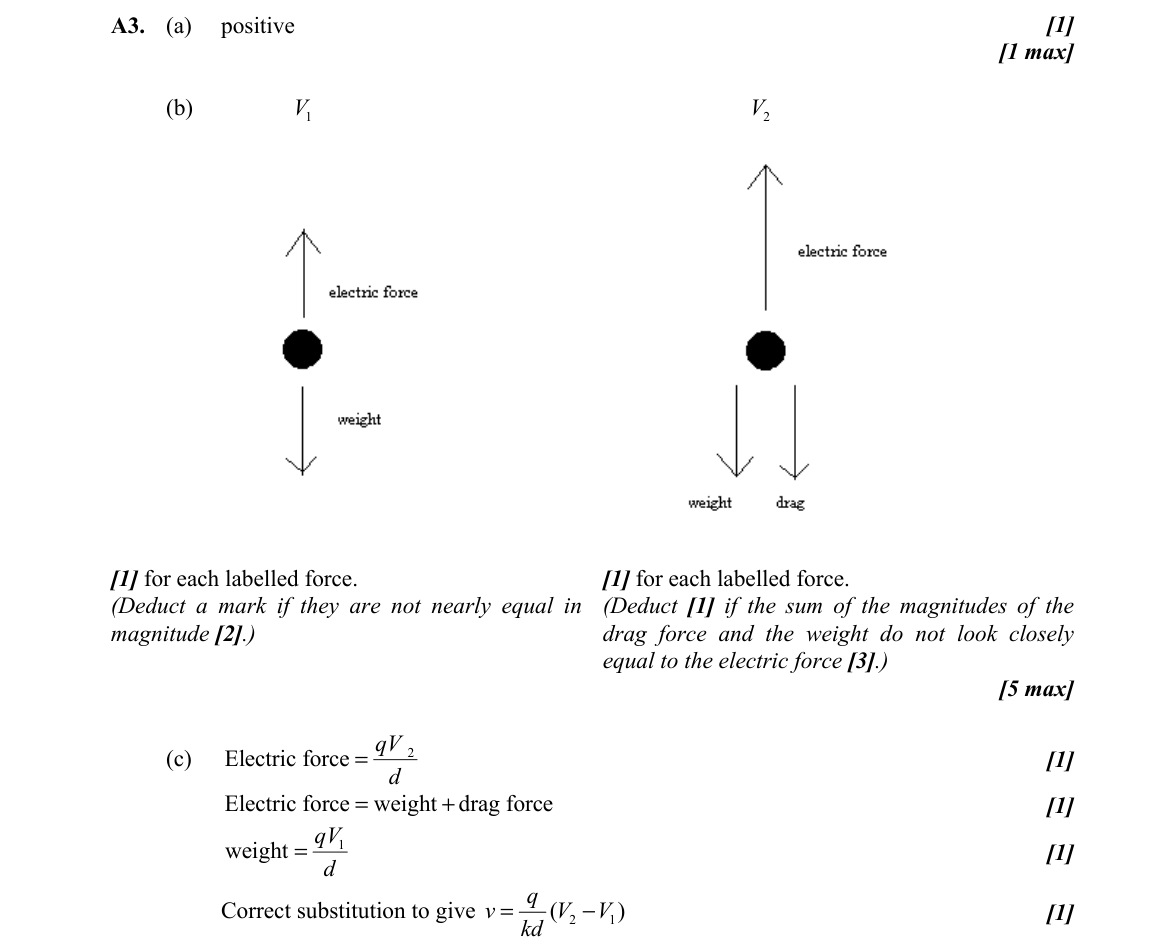 A3. (a) positive [1]
[1 max]
(b) V₁ V₂
electric force
electric force
weight
weight drag
[1] for each labelled force.
(Deduct a mark if they are not nearly equal in
magnitude [2].)
[1] for each labelled force.
(Deduct [1] if the sum of the magnitudes of the
drag force and the weight do not look closely
equal to the electric force [3].)
[5 max]
(c) Electric force = qV₂/d [1]
Electric force = weight + drag force [1]
weight = qV₁/d [1]
Correct substitution to give v = q/kd (V₂ − V₁) [1]